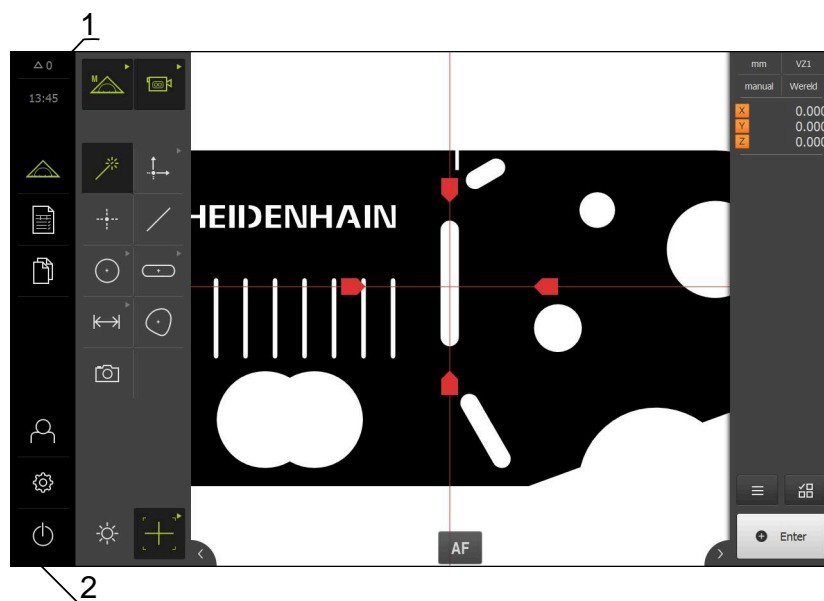 1
△ 0
13:45
M
mm VZ1
manual Wereld
X 0.000
Y 0.000
Z 0.000
HEIDENHAIN
AF
Enter
2